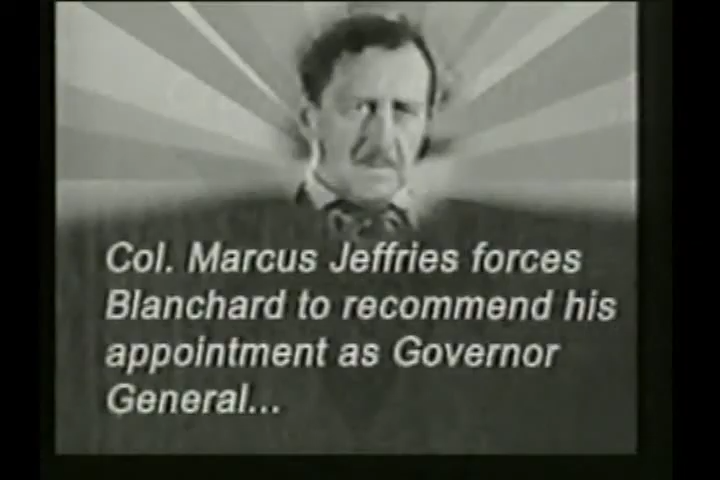 Col. Marcus Jeffries forces
Blanchard to recommend his
appointment as Governor
General...